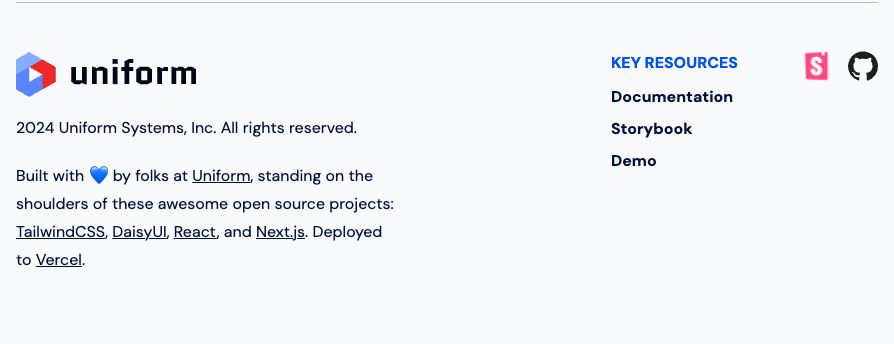 uniform
2024 Uniform Systems, Inc. All rights reserved.
Built with 💙 by folks at Uniform, standing on the
shoulders of these awesome open source projects:
TailwindCSS, DaisyUI, React, and Next.js. Deployed
to Vercel.
KEY RESOURCES
Documentation
Storybook
Demo
S